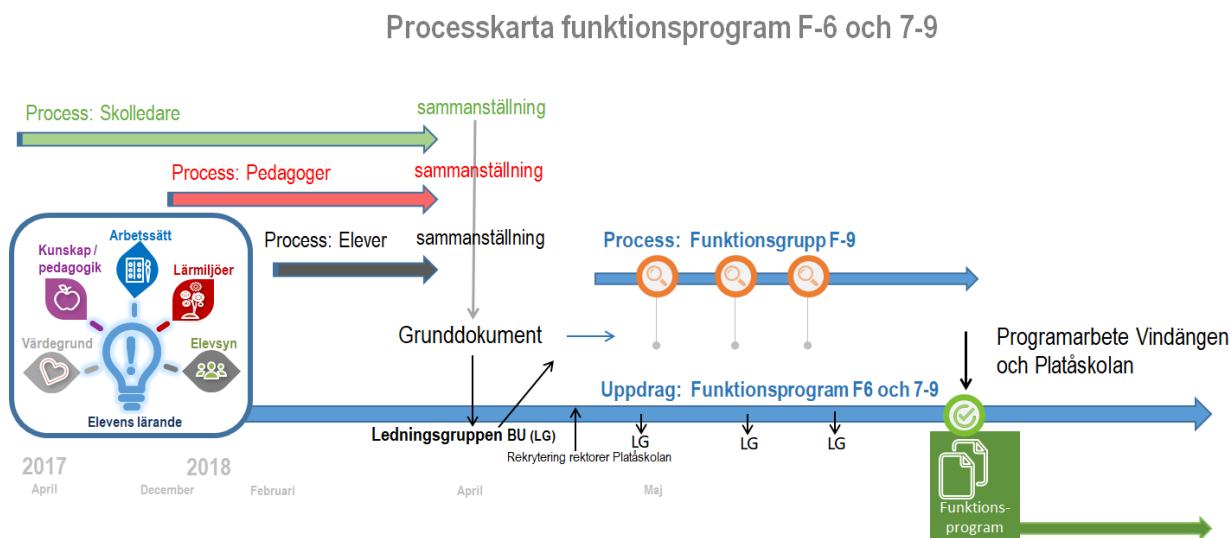 Processkarta funktionsprogram F-6 och 7-9
Process: Skolledare
sammanställning
Process: Pedagoger
sammanställning
Process: Elever
sammanställning
Arbetssätt
Kunskap /
pedagogik
Lärmiljöer
Värdegrund
Elevsyn
Elevens lärande
Process: Funktionsgrupp F-9
Grunddokument
Programarbete Vindängen
och Platåskolan
Uppdrag: Funktionsprogram F6 och 7-9
Ledningsgruppen BU (LG)
Rekrytering rektorer Platåskolan
LG
LG
LG
2017
2018
April
December
Februari
April
Maj
Funktions-
program